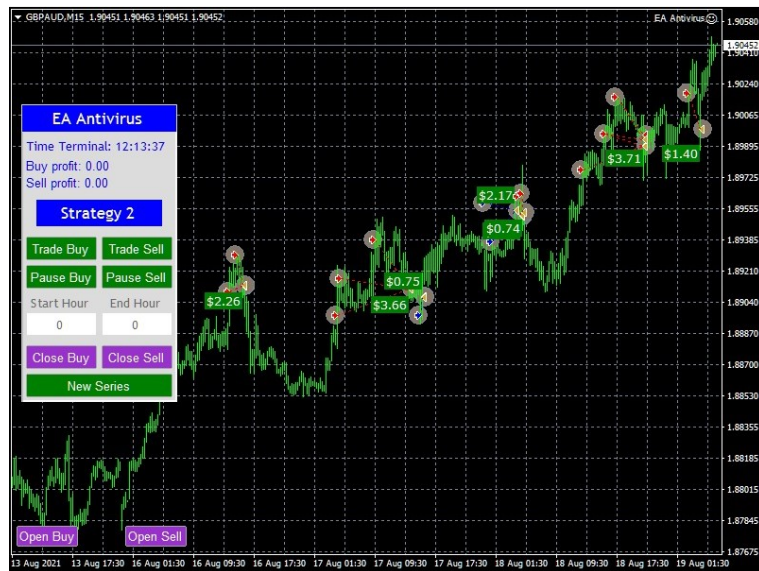 GBPAUD,M15 1.90451 1.90463 1.90451 1.90452
EA Antivirus
EA Antivirus
Time Terminal: 12:13:37
Buy profit: 0.00
Sell profit: 0.00
Strategy 2
Trade Buy Trade Sell
Pause Buy Pause Sell
Start Hour End Hour
0 0
Close Buy Close Sell
New Series
Open Buy Open Sell
$2.26
$0.75
$3.66
$2.17
$0.74
$3.71
$1.40
1.90580
1.90452
1.90410
1.90240
1.90065
1.89895
1.89725
1.89555
1.89385
1.89210
1.89040
1.88870
1.88700
1.88530
1.88355
1.88185
1.88015
1.87845
1.87675
13 Aug 2021 13 Aug 17:30 16 Aug 01:30 16 Aug 09:30 16 Aug 17:30 17 Aug 01:30 17 Aug 09:30 17 Aug 17:30 18 Aug 01:30 18 Aug 09:30 18 Aug 17:30 19 Aug 01:30